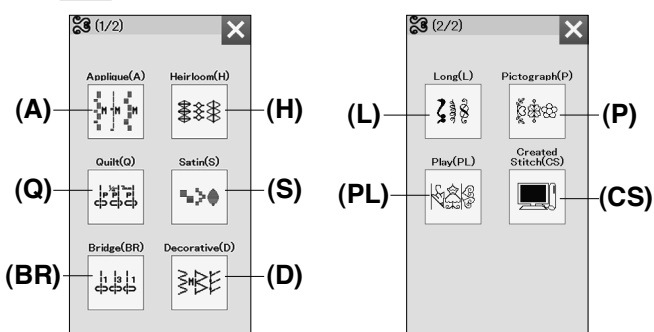 (1/2)
Applique(A)
Heirloom(H)
(A)
(H)
Quilt(Q)
Satin(S)
(Q)
(S)
Bridge(BR)
Decorative(D)
(BR)
(D)
(2/2)
Long(L)
Pictograph(P)
(L)
(P)
Play(PL)
Created
Stitch(CS)
(PL)
(CS)